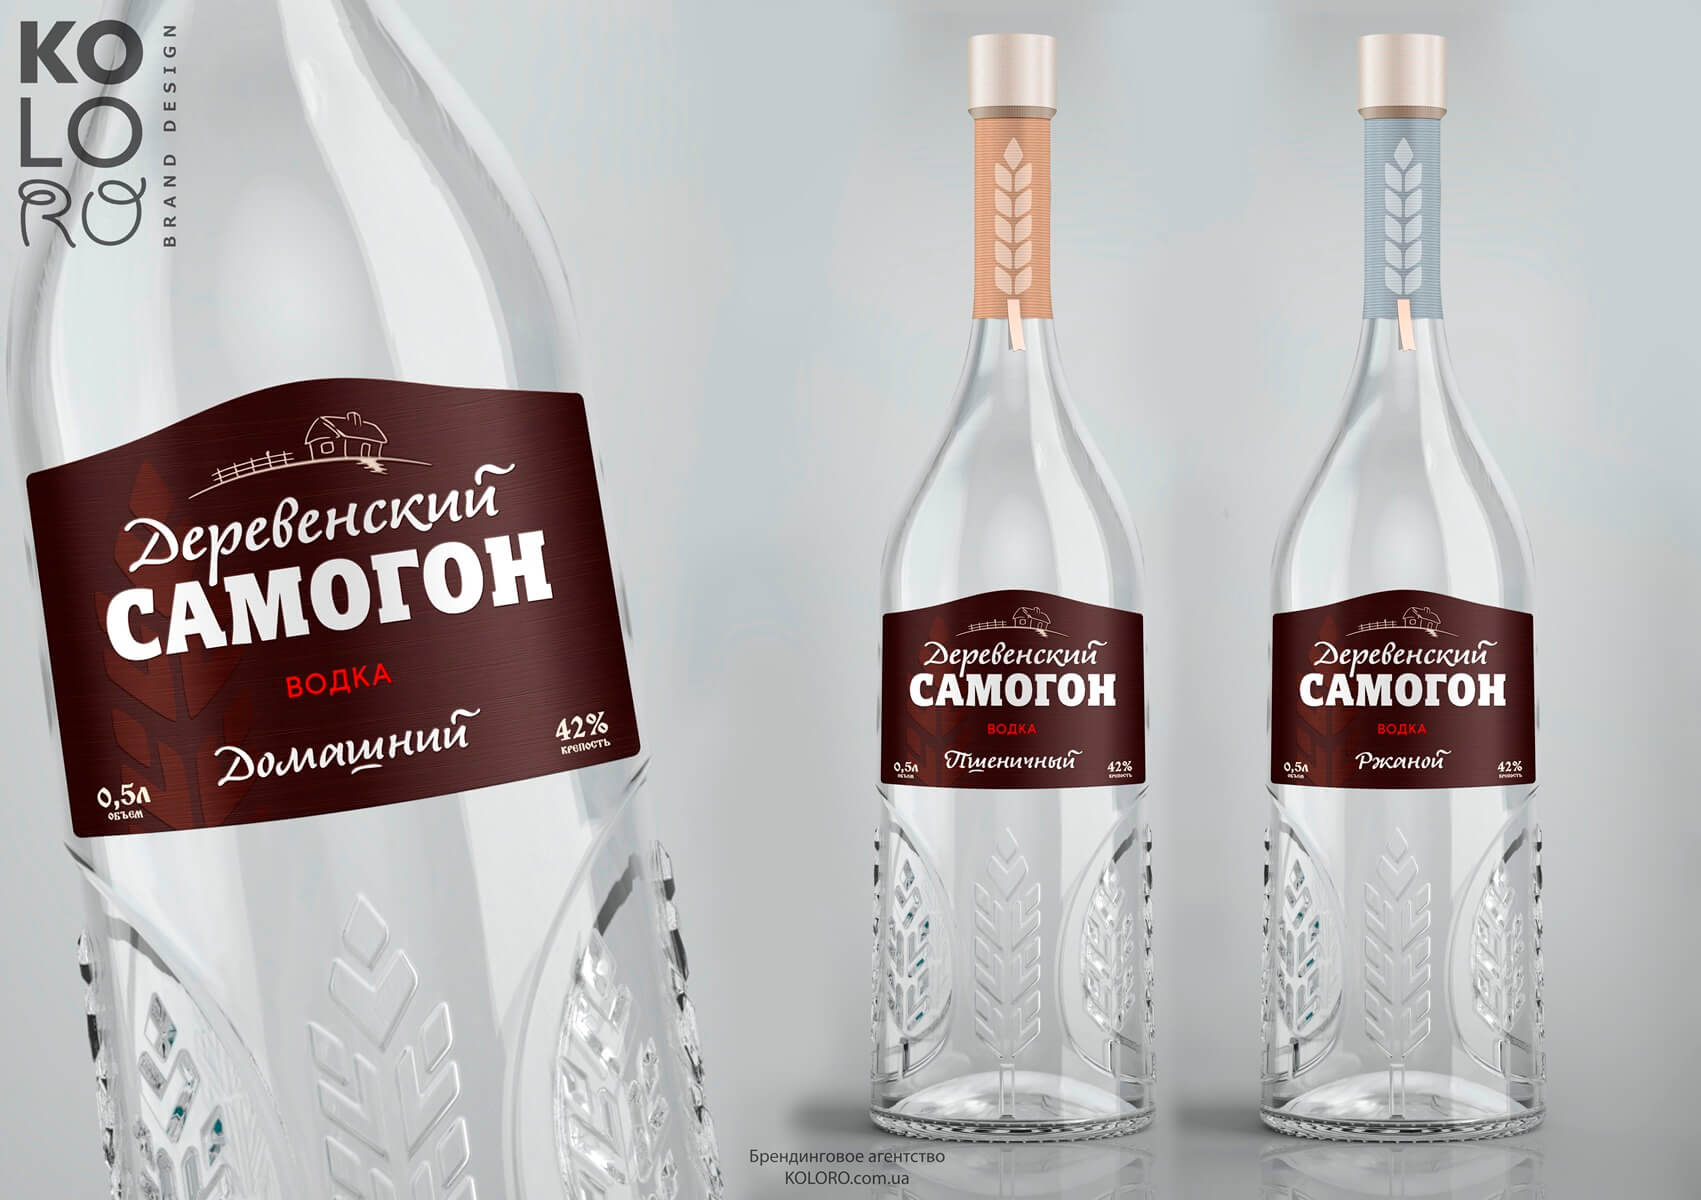 KO
LO
RO
BRAND DESIGN
Деревенский
САМОГОН
ВОДКА
Домашний
0,5л
ОБЪЕМ
42%
КРЕПОСТЬ
Деревенский
САМОГОН
ВОДКА
Пшеничный
0,5л
ОБЪЕМ
42%
КРЕПОСТЬ
Деревенский
САМОГОН
ВОДКА
Ржаной
0,5л
ОБЪЕМ
42%
КРЕПОСТЬ
Брендинговое агентство
KOLORO.com.ua